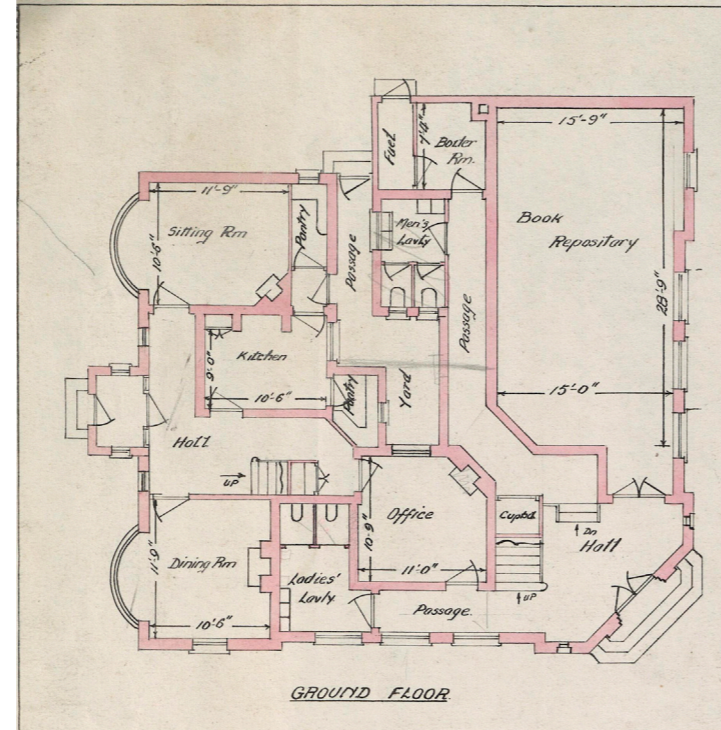 15'-9"
Fuel
Boiler
Rm.
11'-9"
Sitting Rm
10'-6"
Pantry
Passage
Men's
Lavty
Book
Repository
28'-9"
Passage
Kitchen
9'-0"
10'-6"
Pantry
Yard
15'-0"
Hall
UP
Office
10'-9"
11'-0"
Cupbd.
Dn
Hall
UP
Dining Rm
11'-9"
10'-6"
Ladies'
Lavty
Passage
GROUND FLOOR